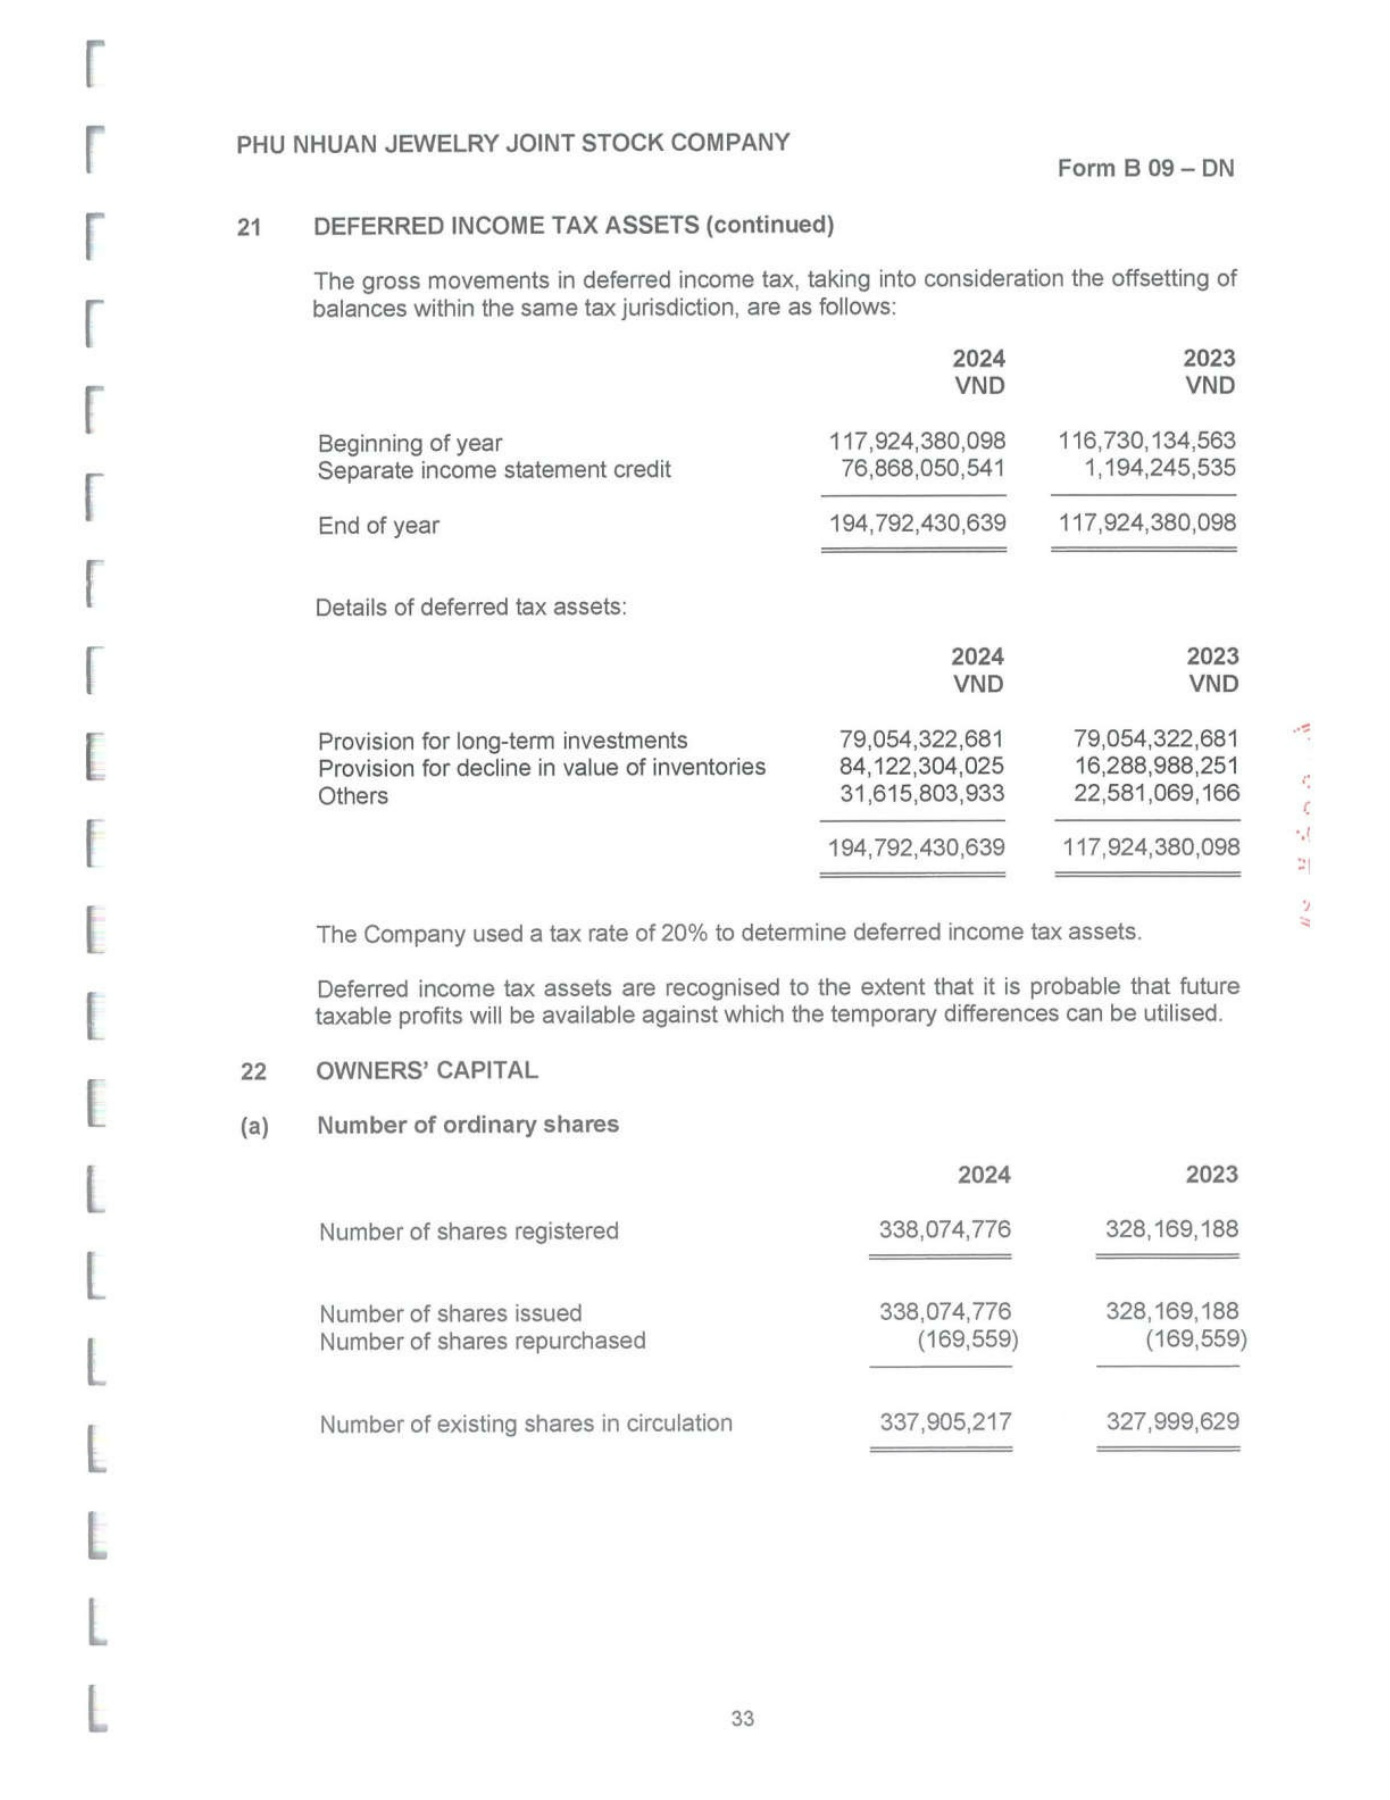 PHU NHUAN JEWELRY JOINT STOCK COMPANY
Form B 09 – DN
21 DEFERRED INCOME TAX ASSETS (continued)
The gross movements in deferred income tax, taking into consideration the offsetting of
balances within the same tax jurisdiction, are as follows:
2024 2023
VND VND
Beginning of year 117,924,380,098 116,730,134,563
Separate income statement credit 76,868,050,541 1,194,245,535
End of year 194,792,430,639 117,924,380,098
Details of deferred tax assets:
2024 2023
VND VND
Provision for long-term investments 79,054,322,681 79,054,322,681
Provision for decline in value of inventories 84,122,304,025 16,288,988,251
Others 31,615,803,933 22,581,069,166
194,792,430,639 117,924,380,098
The Company used a tax rate of 20% to determine deferred income tax assets.
Deferred income tax assets are recognised to the extent that it is probable that future
taxable profits will be available against which the temporary differences can be utilised.
22 OWNERS' CAPITAL
(a) Number of ordinary shares
2024 2023
Number of shares registered 338,074,776 328,169,188
Number of shares issued 338,074,776 328,169,188
Number of shares repurchased (169,559) (169,559)
Number of existing shares in circulation 337,905,217 327,999,629
33